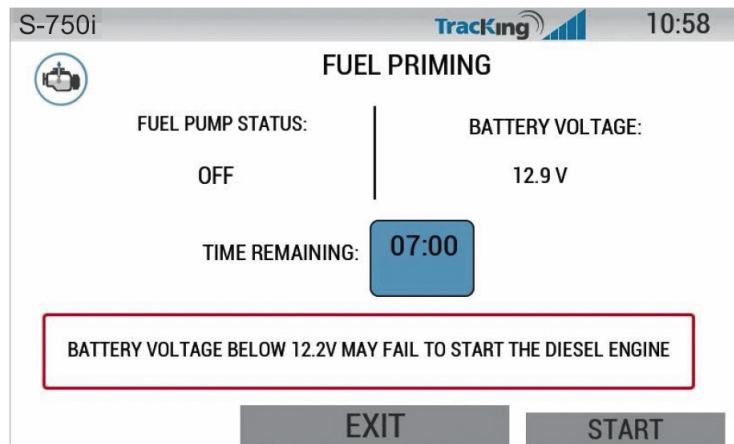 S-750i
TracKing
10:58
FUEL PRIMING
FUEL PUMP STATUS:
OFF
BATTERY VOLTAGE:
12.9 V
TIME REMAINING:
07:00
BATTERY VOLTAGE BELOW 12.2V MAY FAIL TO START THE DIESEL ENGINE
EXIT
START